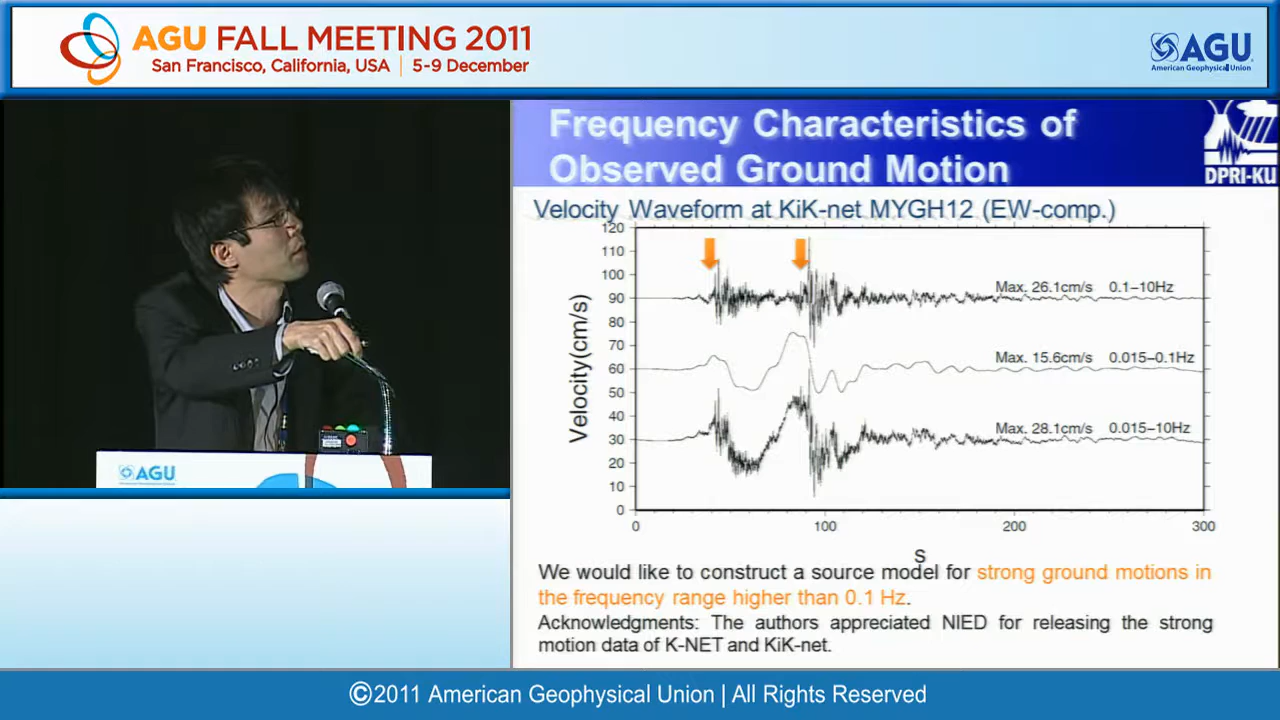 AGU FALL MEETING 2011
San Francisco, California, USA | 5-9 December
AGU
American Geophysical Union
Frequency Characteristics of
Observed Ground Motion
DPRI-KU
Velocity Waveform at KiK-net MYGH12 (EW-comp.)
120
110
100
90
80
70
60
50
40
30
20
10
0
Velocity(cm/s)
Max. 26.1cm/s 0.1−10Hz
Max. 15.6cm/s 0.015−0.1Hz
Max. 28.1cm/s 0.015−10Hz
0 100 200 300
S
We would like to construct a source model for strong ground motions in
the frequency range higher than 0.1 Hz.
Acknowledgments: The authors appreciated NIED for releasing the strong
motion data of K-NET and KiK-net.
AGU
©2011 American Geophysical Union | All Rights Reserved